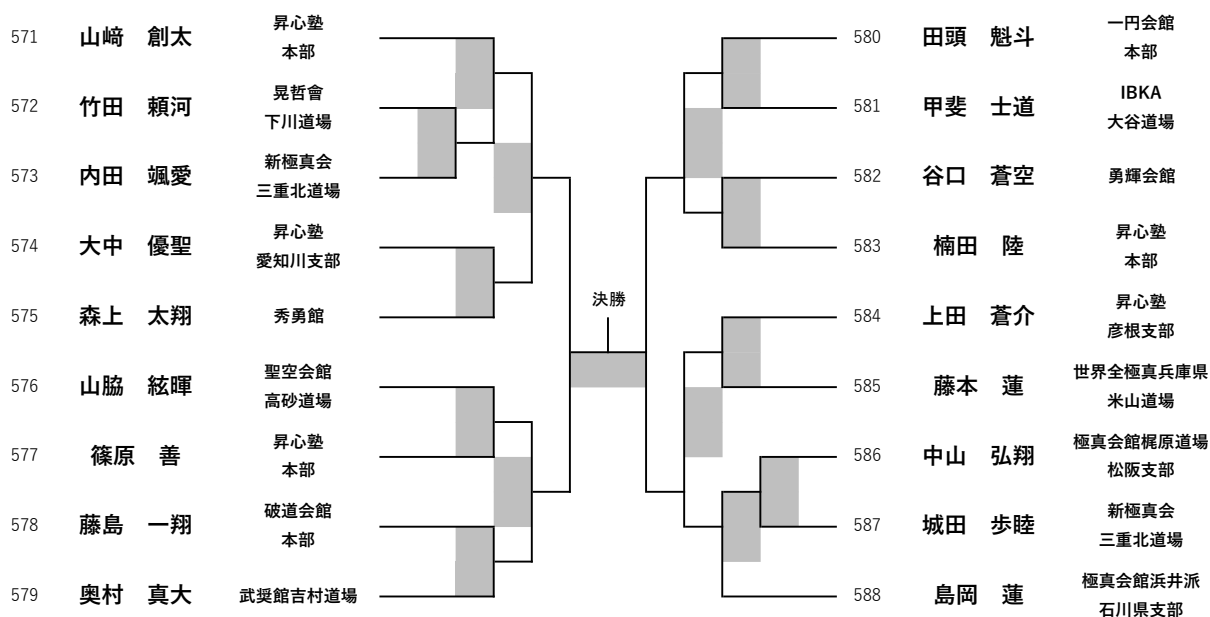 571 山﨑 創太 昇心塾 本部
572 竹田 頼河 晃哲會 下川道場
573 内田 颯愛 新極真会 三重北道場
574 大中 優聖 昇心塾 愛知川支部
575 森上 太翔 秀勇館
576 山脇 絃暉 聖空会館 高砂道場
577 篠原 善 昇心塾 本部
578 藤島 一翔 破道会館 本部
579 奥村 真大 武奨館吉村道場
決勝
580 田頭 魁斗 一円会館 本部
581 甲斐 士道 IBKA 大谷道場
582 谷口 蒼空 勇輝会館
583 楠田 陸 昇心塾 本部
584 上田 蒼介 昇心塾 彦根支部
585 藤本 蓮 世界全極真兵庫県 米山道場
586 中山 弘翔 極真会館梶原道場 松阪支部
587 城田 歩睦 新極真会 三重北道場
588 島岡 蓮 極真会館浜井派 石川県支部